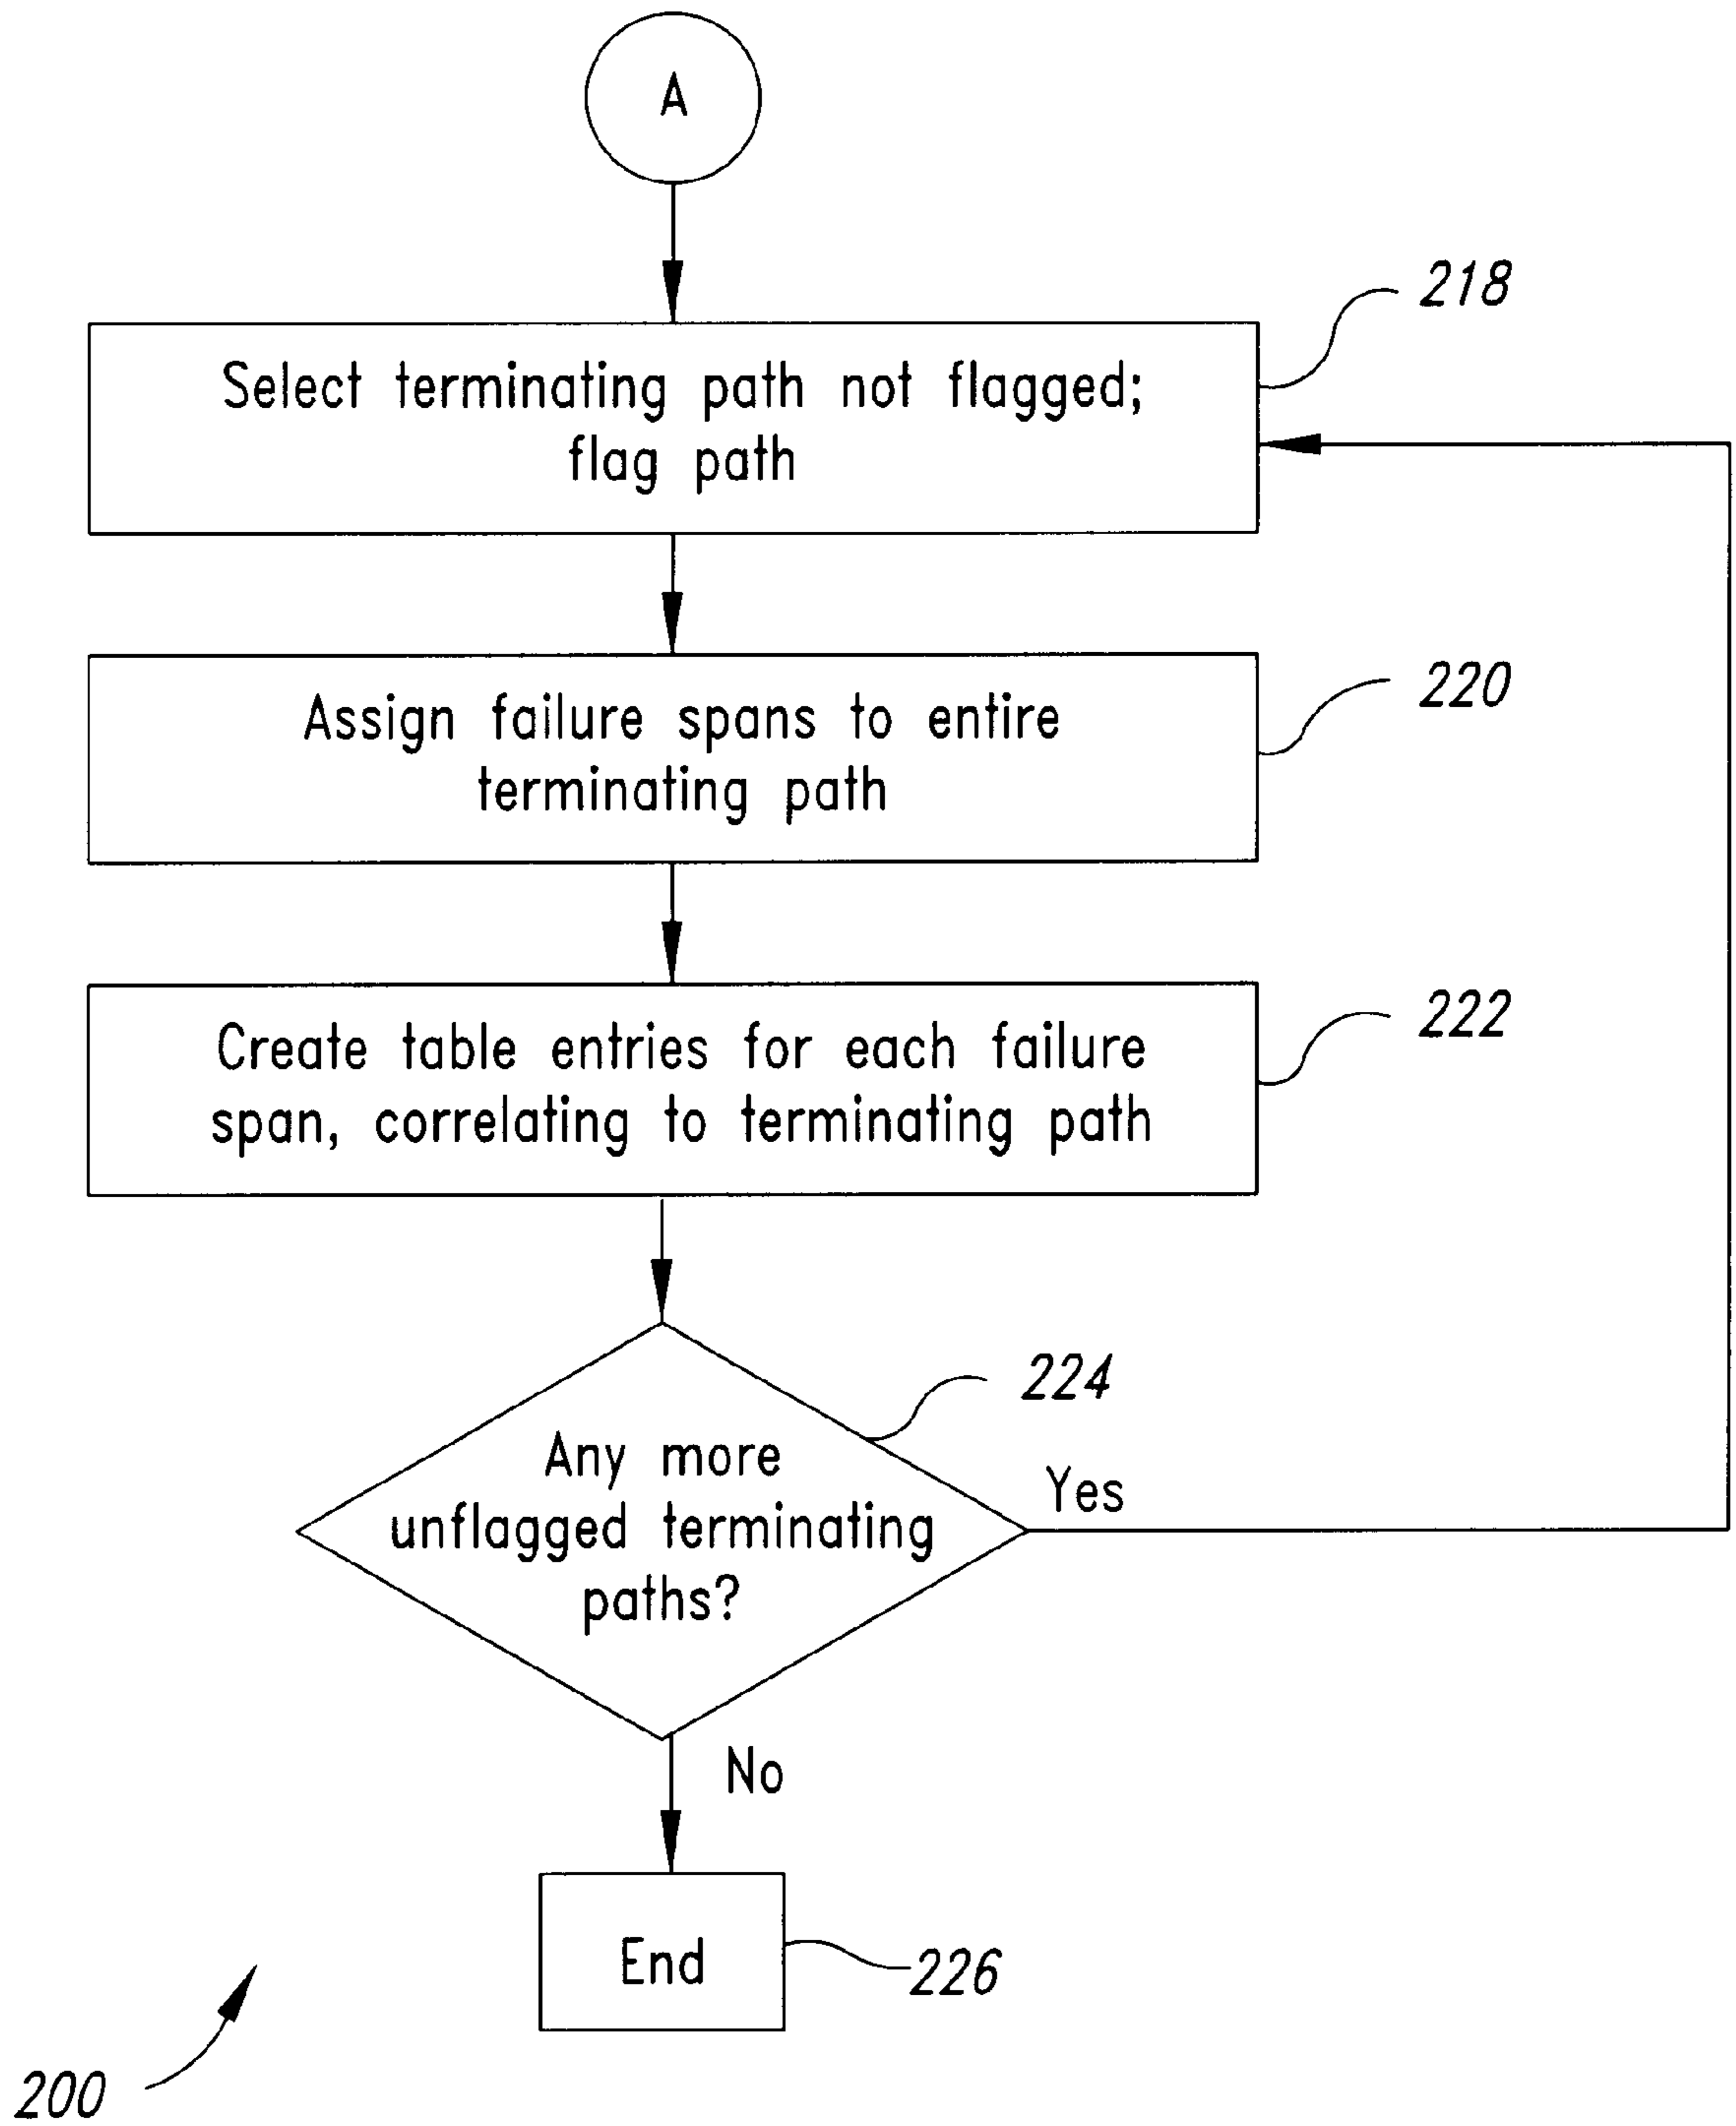 A
218
Select terminating path not flagged;
flag path
220
Assign failure spans to entire
terminating path
222
Create table entries for each failure
span, correlating to terminating path
224
Any more
unflagged terminating
paths?
Yes
No
End
226
200